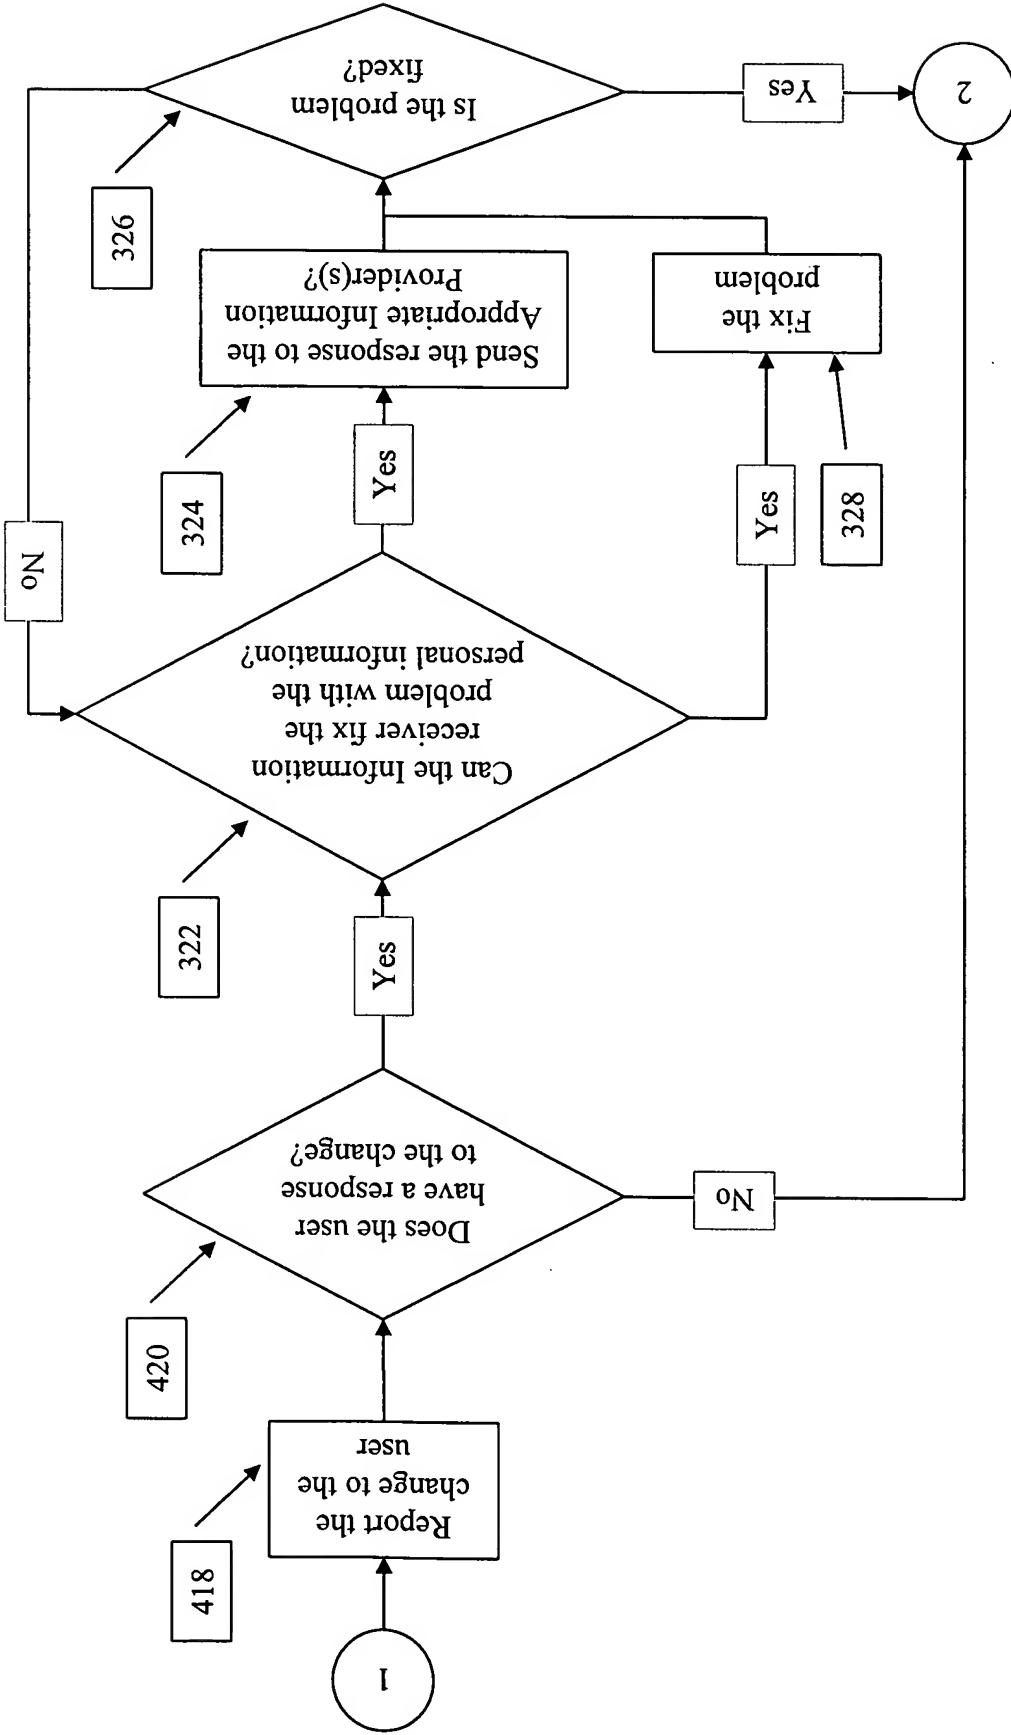 1
418
Report the
change to the
user
420
Does the user
have a response
to the change?
No
Yes
322
Can the Information
receiver fix the
problem with the
personal information?
Yes
Yes
324
Send the response to the
Appropriate Information
Provider(s)?
328
Fix the
problem
326
Is the problem
fixed?
No
Yes
2